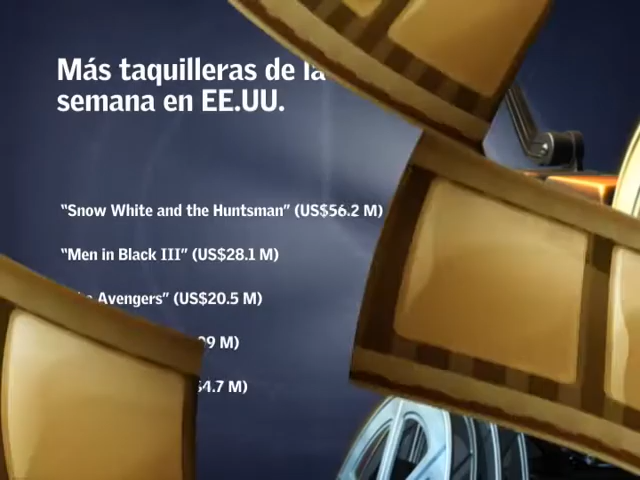 Más taquilleras de la
semana en EE.UU.
“Snow White and the Huntsman” (US$56.2 M)
“Men in Black III” (US$28.1 M)
Avengers” (US$20.5 M)
09 M)
$4.7 M)